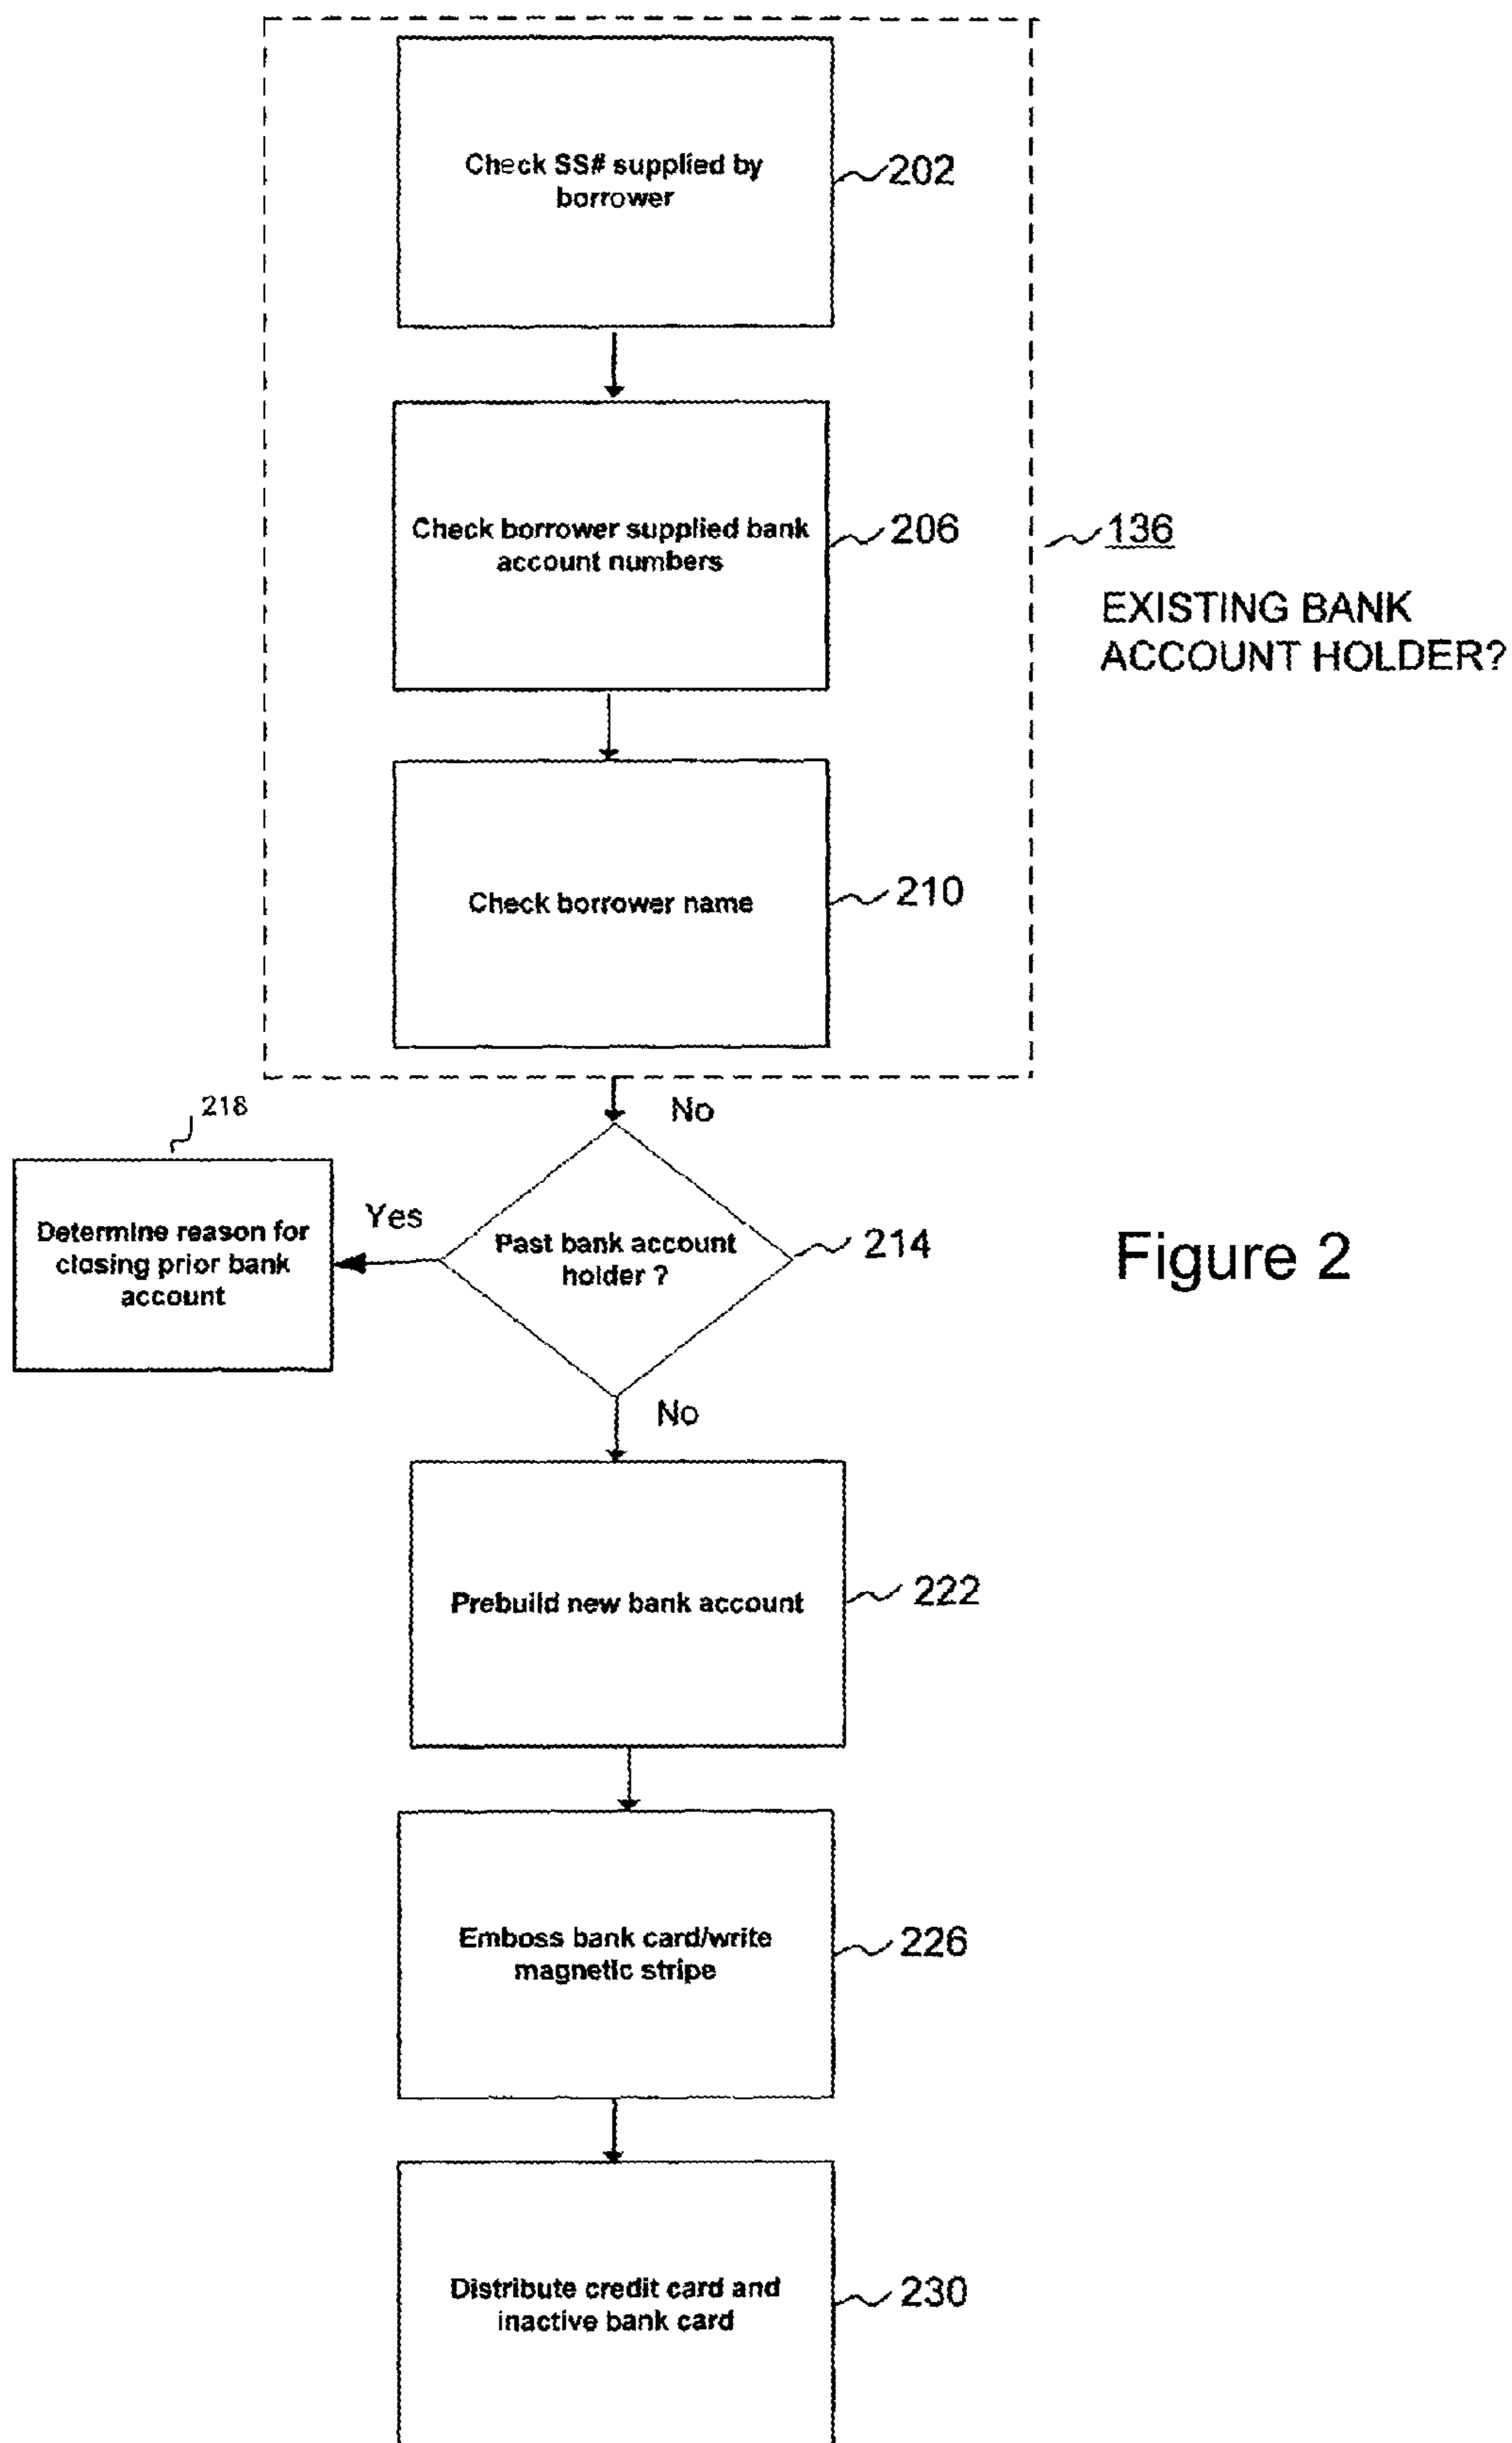 Check SS# supplied by
borrower
202
Check borrower supplied bank
account numbers
206
136
EXISTING BANK
ACCOUNT HOLDER?
Check borrower name
210
No
218
Determine reason for
closing prior bank
account
Yes
Past bank account
holder ?
214
Figure 2
No
Prebuild new bank account
222
Emboss bank card/write
magnetic stripe
226
Distribute credit card and
inactive bank card
230